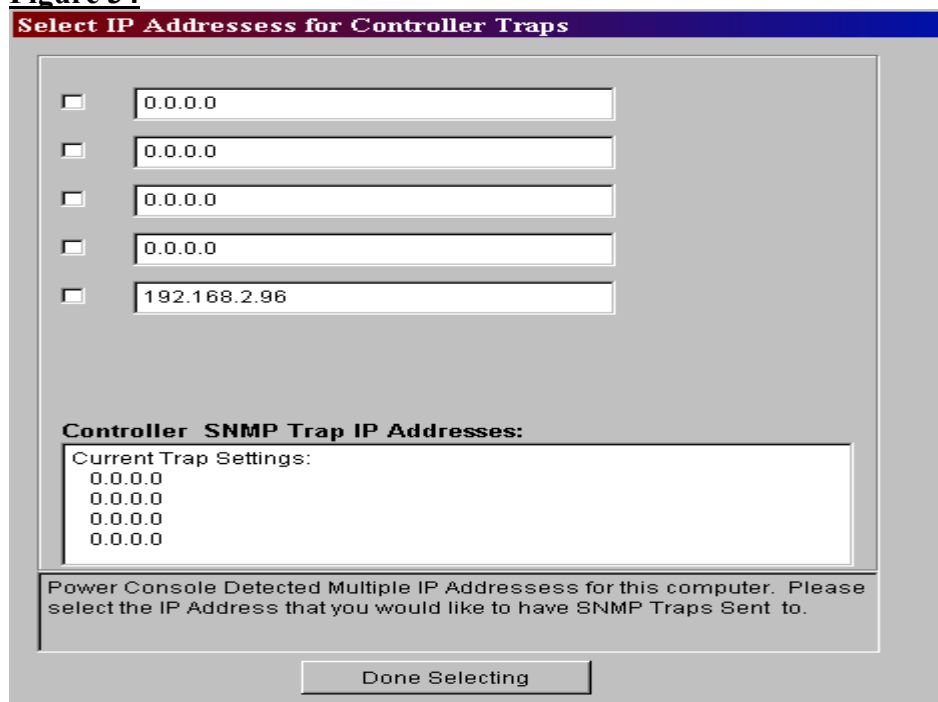 Figure 34
Select IP Addressess for Controller Traps
0.0.0.0
0.0.0.0
0.0.0.0
0.0.0.0
192.168.2.96
Controller SNMP Trap IP Addresses:
Current Trap Settings:
0.0.0.0
0.0.0.0
0.0.0.0
0.0.0.0
Power Console Detected Multiple IP Addressess for this computer. Please
select the IP Address that you would like to have SNMP Traps Sent to.
Done Selecting